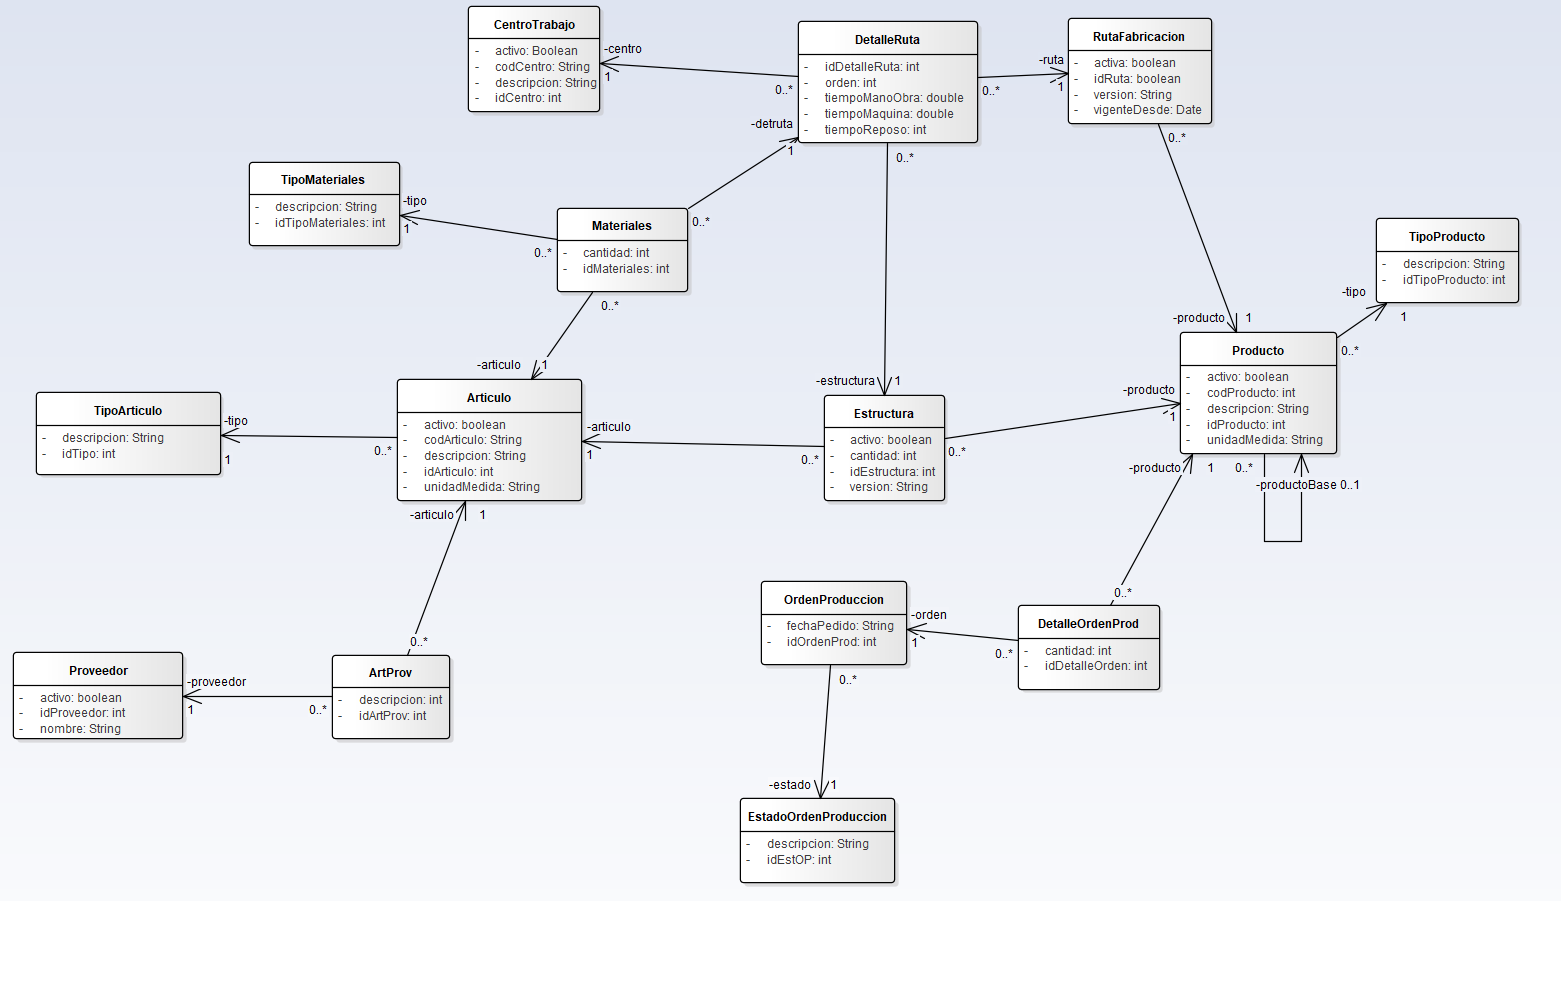 CentroTrabajo
- activo: Boolean
- codCentro: String
- descripcion: String
- idCentro: int
-centro
1
0..*
DetalleRuta
- idDetalleRuta: int
- orden: int
- tiempoManoObra: double
- tiempoMaquina: double
- tiempoReposo: int
0..*
-ruta
1
RutaFabricacion
- activa: boolean
- idRuta: boolean
- version: String
- vigenteDesde: Date
0..*
-detruta
1
0..*
TipoMateriales
- descripcion: String
- idTipoMateriales: int
-tipo
1
0..*
Materiales
- cantidad: int
- idMateriales: int
0..*
0..*
-articulo
1
TipoProducto
- descripcion: String
- idTipoProducto: int
-tipo
1
0..*
-producto
1
Producto
- activo: boolean
- codProducto: int
- descripcion: String
- idProducto: int
- unidadMedida: String
-estructura
1
-producto
1
TipoArticulo
- descripcion: String
- idTipo: int
-tipo
1
0..*
Articulo
- activo: boolean
- codArticulo: String
- descripcion: String
- idArticulo: int
- unidadMedida: String
-articulo
1
0..*
Estructura
- activo: boolean
- cantidad: int
- idEstructura: int
- version: String
0..*
-producto
1
0..*
-productoBase 0..1
-articulo
1
0..*
OrdenProduccion
- fechaPedido: String
- idOrdenProd: int
-orden
1
0..*
0..*
DetalleOrdenProd
- cantidad: int
- idDetalleOrden: int
Proveedor
- activo: boolean
- idProveedor: int
- nombre: String
-proveedor
1
0..*
ArtProv
- descripcion: int
- idArtProv: int
0..*
-estado
1
EstadoOrdenProduccion
- descripcion: String
- idEstOP: int